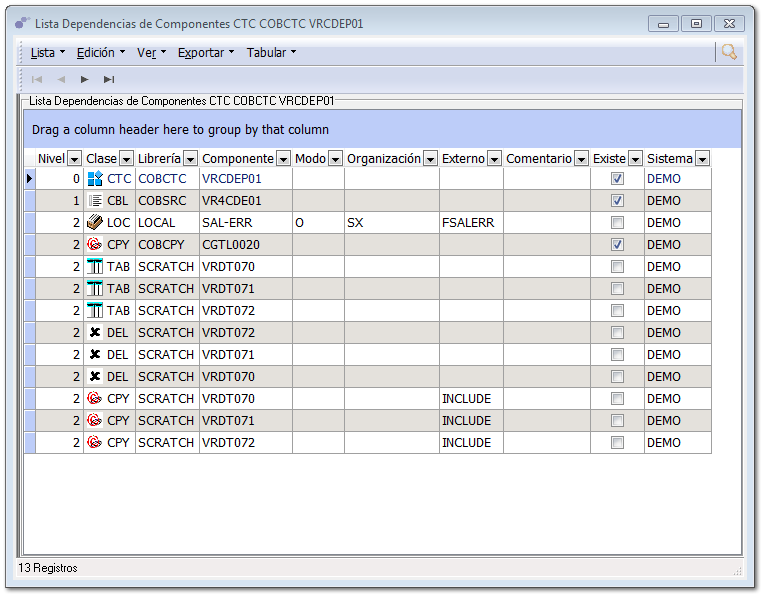 Lista Dependencias de Componentes CTC COBCTC VRCDEP01
Lista Edición Ver Exportar Tabular
Lista Dependencias de Componentes CTC COBCTC VRCDEP01
Drag a column header here to group by that column
Nivel Clase Librería Componente Modo Organización Externo Comentario Existe Sistema
0 CTC COBCTC VRCDEP01 DEMO
1 CBL COBSRC VR4CDE01 DEMO
2 LOC LOCAL SAL-ERR O SX FSALERR DEMO
2 CPY COBCPY CGTL0020 DEMO
2 TAB SCRATCH VRDT070 DEMO
2 TAB SCRATCH VRDT071 DEMO
2 TAB SCRATCH VRDT072 DEMO
2 DEL SCRATCH VRDT072 DEMO
2 DEL SCRATCH VRDT071 DEMO
2 DEL SCRATCH VRDT070 DEMO
2 CPY SCRATCH VRDT070 INCLUDE DEMO
2 CPY SCRATCH VRDT071 INCLUDE DEMO
2 CPY SCRATCH VRDT072 INCLUDE DEMO
13 Registros